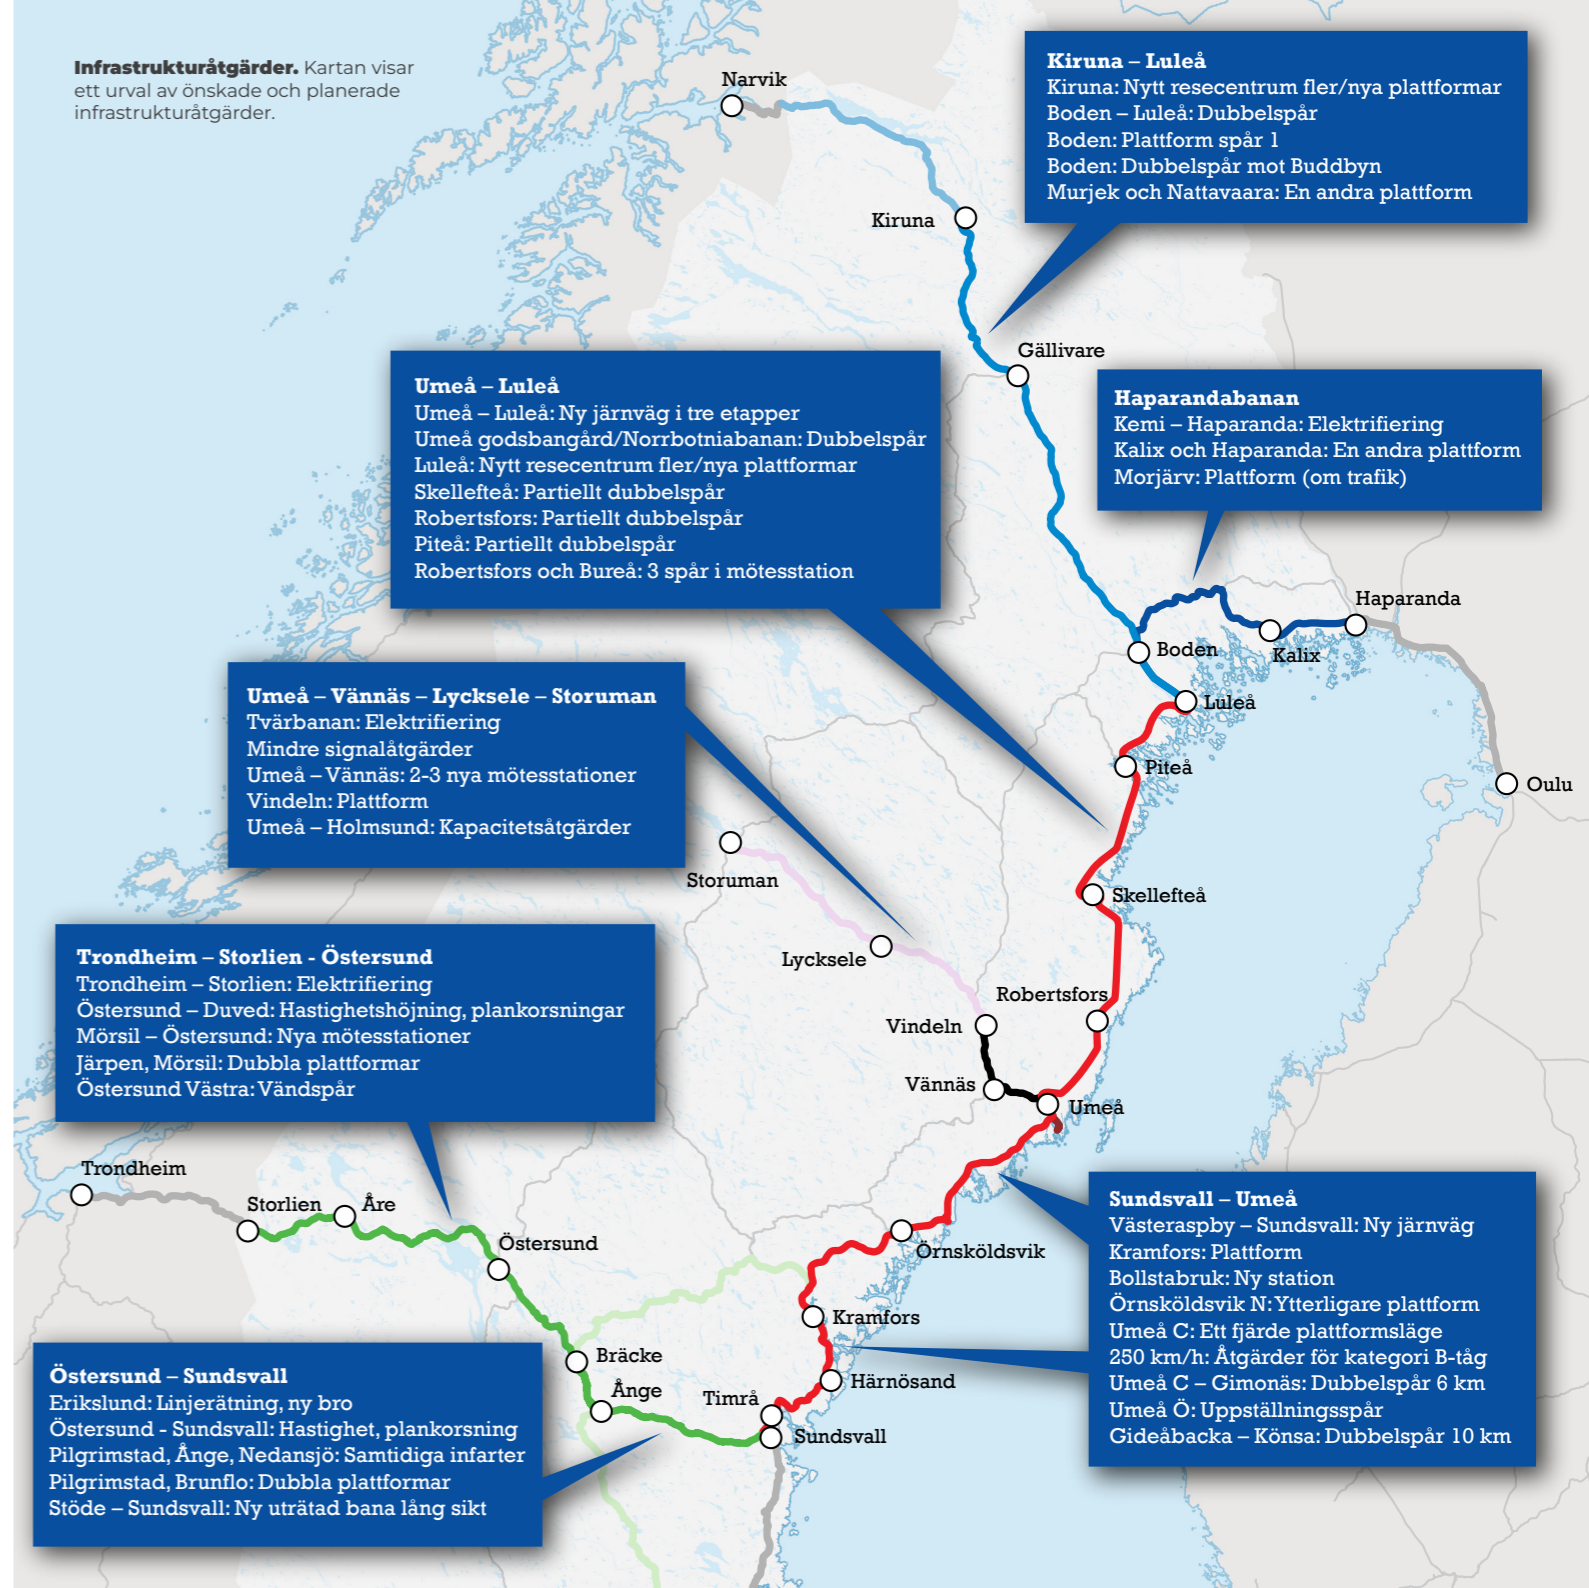 Infrastrukturåtgärder. Kartan visar
ett urval av önskade och planerade
infrastrukturåtgärder.
Kiruna – Luleå
Kiruna: Nytt resecentrum fler/nya plattformar
Boden – Luleå: Dubbelspår
Boden: Plattform spår 1
Boden: Dubbelspår mot Buddbyn
Murjek och Nattavaara: En andra plattform
Narvik
Kiruna
Gällivare
Umeå – Luleå
Umeå – Luleå: Ny järnväg i tre etapper
Umeå godsbangård/Norrbotniabanan: Dubbelspår
Luleå: Nytt resecentrum fler/nya plattformar
Skellefteå: Partiellt dubbelspår
Robertsfors: Partiellt dubbelspår
Piteå: Partiellt dubbelspår
Robertsfors och Bureå: 3 spår i mötesstation
Haparandabanan
Kemi – Haparanda: Elektrifiering
Kalix och Haparanda: En andra plattform
Morjärv: Plattform (om trafik)
Haparanda
Boden
Kalix
Luleå
Piteå
Oulu
Umeå – Vännäs – Lycksele – Storuman
Tvärbanan: Elektrifiering
Mindre signalåtgärder
Umeå – Vännäs: 2-3 nya mötesstationer
Vindeln: Plattform
Umeå – Holmsund: Kapacitetsåtgärder
Storuman
Skellefteå
Lycksele
Robertsfors
Vindeln
Vännäs
Umeå
Trondheim – Storlien - Östersund
Trondheim – Storlien: Elektrifiering
Östersund – Duved: Hastighetshöjning, plankorsningar
Mörsil – Östersund: Nya mötesstationer
Järpen, Mörsil: Dubbla plattformar
Östersund Västra: Vändspår
Trondheim
Storlien
Åre
Östersund
Örnsköldsvik
Kramfors
Bräcke
Ånge
Timrå
Härnösand
Sundsvall
Sundsvall – Umeå
Västeraspby – Sundsvall: Ny järnväg
Kramfors: Plattform
Bollstabruk: Ny station
Örnsköldsvik N: Ytterligare plattform
Umeå C: Ett fjärde plattformsläge
250 km/h: Åtgärder för kategori B-tåg
Umeå C – Gimonäs: Dubbelspår 6 km
Umeå Ö: Uppställningsspår
Gideåbacka – Könsa: Dubbelspår 10 km
Östersund – Sundsvall
Erikslund: Linjerätning, ny bro
Östersund - Sundsvall: Hastighet, plankorsning
Pilgrimstad, Ånge, Nedansjö: Samtidiga infarter
Pilgrimstad, Brunflo: Dubbla plattformar
Stöde – Sundsvall: Ny uträtad bana lång sikt